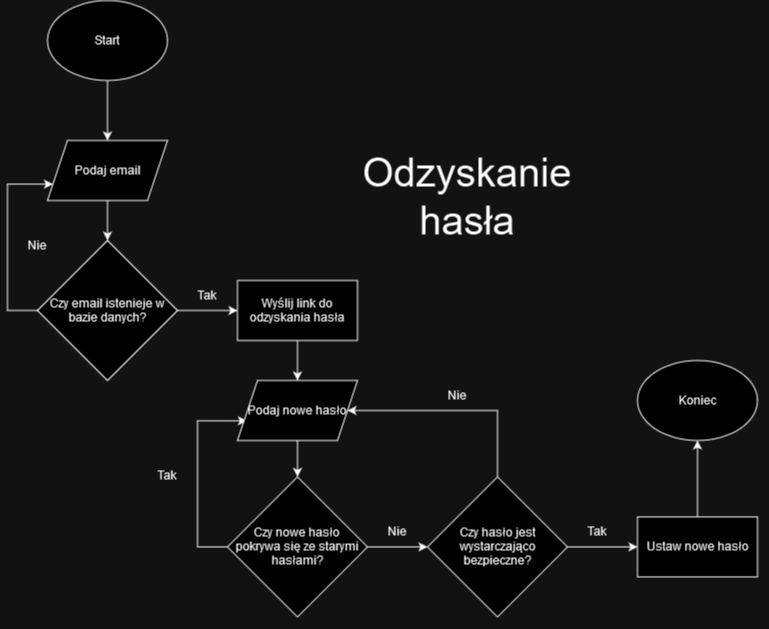 Start
Podaj email
Odzyskanie
hasła
Nie
Czy email istenieje w
bazie danych?
Tak
Wyślij link do
odzyskania hasła
Podaj nowe hasło
Nie
Koniec
Tak
Czy nowe hasło
pokrywa się ze starymi
hasłami?
Nie
Czy hasło jest
wystarczająco
bezpieczne?
Tak
Ustaw nowe hasło